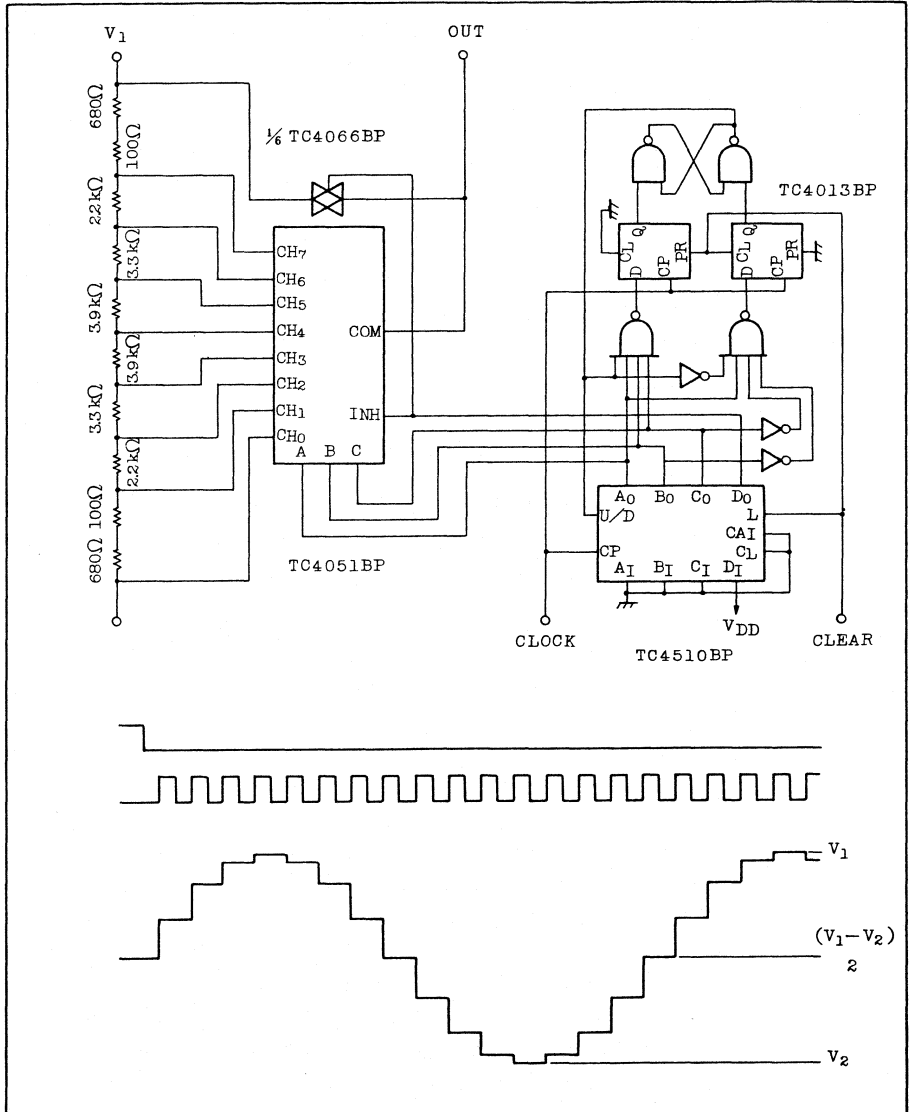 V1
OUT
680Ω
100Ω
2.2kΩ
3.3kΩ
3.9kΩ
3.9kΩ
3.3kΩ
2.2kΩ
100Ω
680Ω
1/6 TC4066BP
CH7
CH6
CH5
CH4
CH3
CH2
CH1
CH0
COM
INH
A B C
TC4051BP
TC4013BP
Q
CL
D
CP
PR
Q
CL
D
CP
PR
A0 B0 C0 D0
U/D
L
CAI
CP
CL
AI BI CI DI
VDD
CLOCK
CLEAR
TC4510BP
V1
(V1−V2)
2
V2